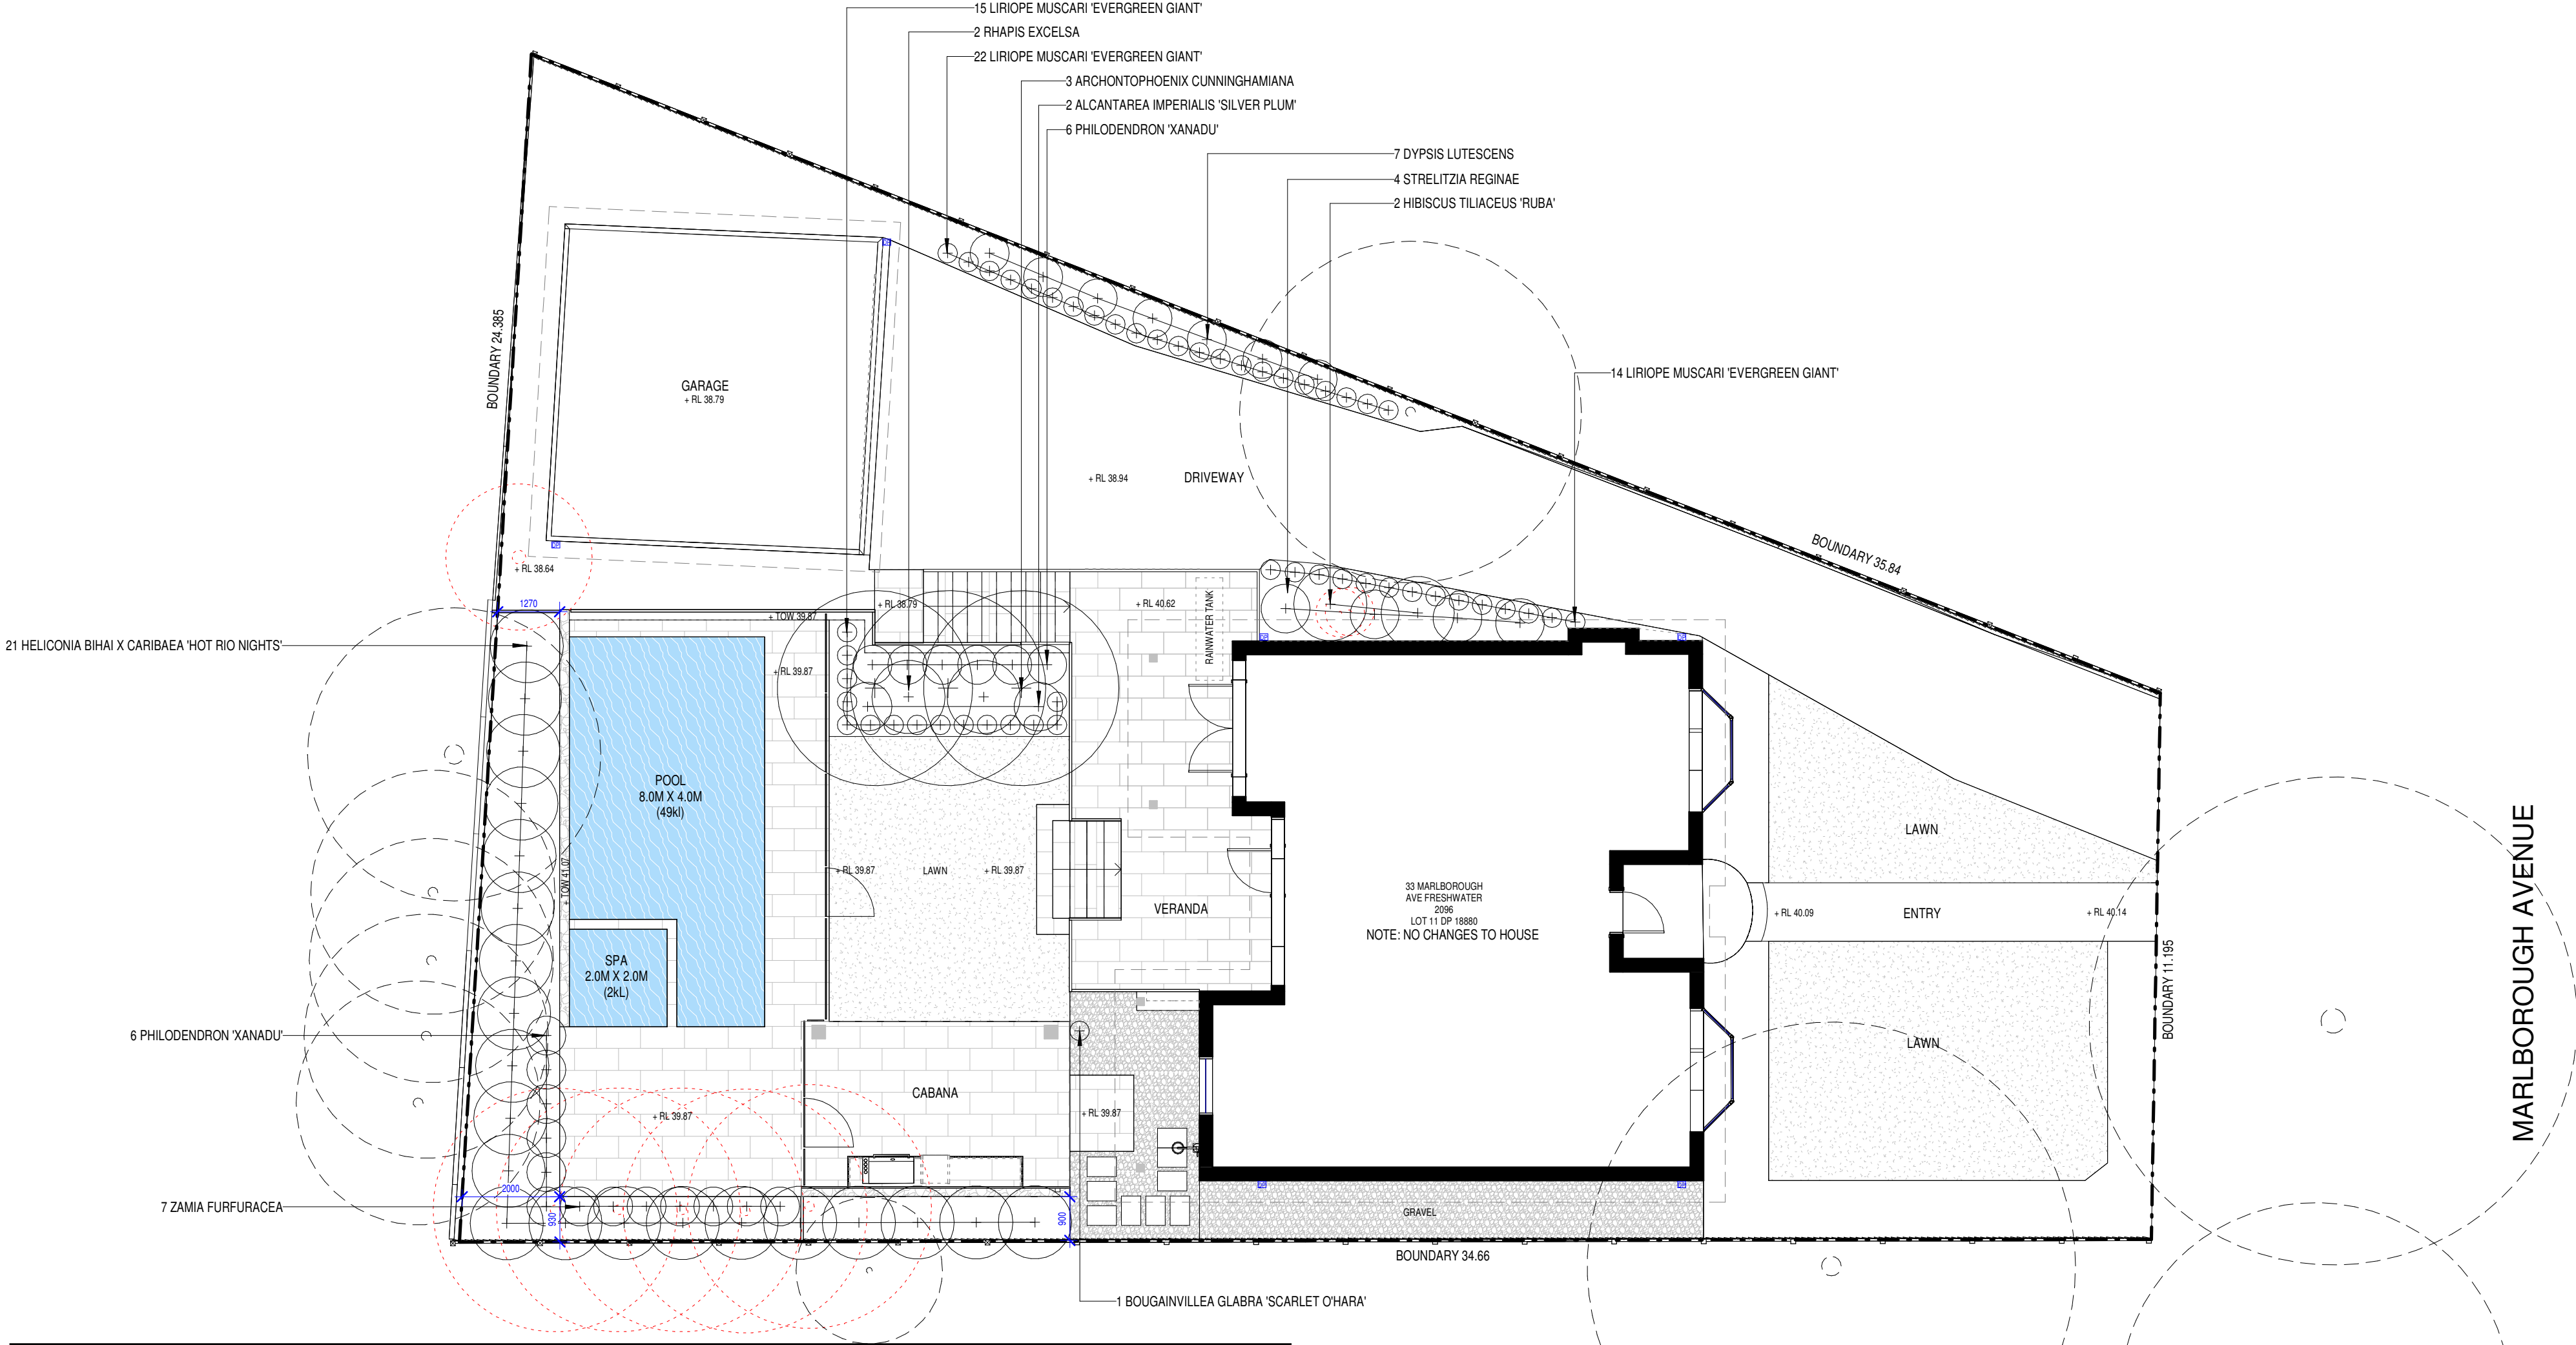 15 LIRIOPE MUSCARI 'EVERGREEN GIANT'
2 RHAPIS EXCELSA
22 LIRIOPE MUSCARI 'EVERGREEN GIANT'
3 ARCHONTOPHOENIX CUNNINGHAMIANA
2 ALCANTAREA IMPERIALIS 'SILVER PLUM'
6 PHILODENDRON 'XANADU'
7 DYPSIS LUTESCENS
4 STRELITZIA REGINAE
2 HIBISCUS TILIACEUS 'RUBA'
14 LIRIOPE MUSCARI 'EVERGREEN GIANT'
BOUNDARY 24.385
GARAGE
+ RL 38.79
+ RL 38.94
DRIVEWAY
BOUNDARY 35.84
+ RL 38.64
1270
+ RL 38.79
+ RL 40.62
RAINWATER TANK
+ TOW 39.87
21 HELICONIA BIHAI X CARIBAEA 'HOT RIO NIGHTS'
+ RL 39.87
POOL
8.0M X 4.0M
(49kl)
+ TOW 41.07
+ RL 39.87
LAWN
+ RL 39.87
VERANDA
33 MARLBOROUGH
AVE FRESHWATER
2096
LOT 11 DP 18880
NOTE: NO CHANGES TO HOUSE
LAWN
+ RL 40.09
ENTRY
+ RL 40.14
MARLBOROUGH AVENUE
BOUNDARY 11.195
SPA
2.0M X 2.0M
(2kL)
6 PHILODENDRON 'XANADU'
LAWN
CABANA
+ RL 39.87
+ RL 39.87
2000
7 ZAMIA FURFURACEA
930
900
GRAVEL
BOUNDARY 34.66
1 BOUGAINVILLEA GLABRA 'SCARLET O'HARA'